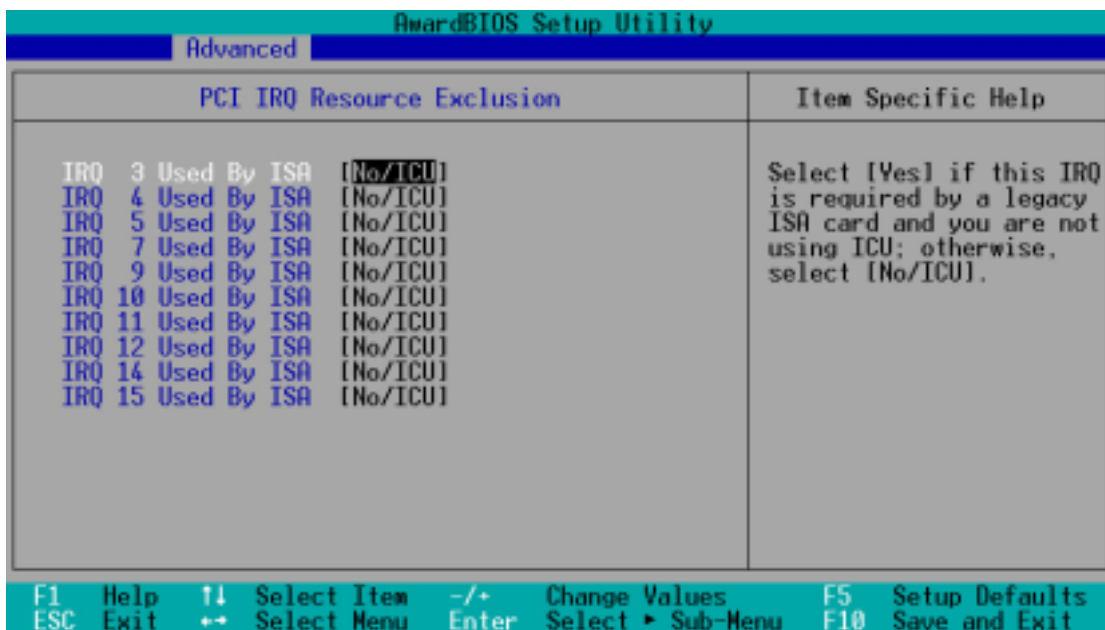 AwardBIOS Setup Utility
Advanced
PCI IRQ Resource Exclusion
Item Specific Help
IRQ 3 Used By ISA [No/ICU]
IRQ 4 Used By ISA [No/ICU]
IRQ 5 Used By ISA [No/ICU]
IRQ 7 Used By ISA [No/ICU]
IRQ 9 Used By ISA [No/ICU]
IRQ 10 Used By ISA [No/ICU]
IRQ 11 Used By ISA [No/ICU]
IRQ 12 Used By ISA [No/ICU]
IRQ 14 Used By ISA [No/ICU]
IRQ 15 Used By ISA [No/ICU]
Select [Yes] if this IRQ
is required by a legacy
ISA card and you are not
using ICU; otherwise,
select [No/ICU].
F1 Help ↑↓ Select Item -/+ Change Values F5 Setup Defaults
ESC Exit ←→ Select Menu Enter Select ► Sub-Menu F10 Save and Exit